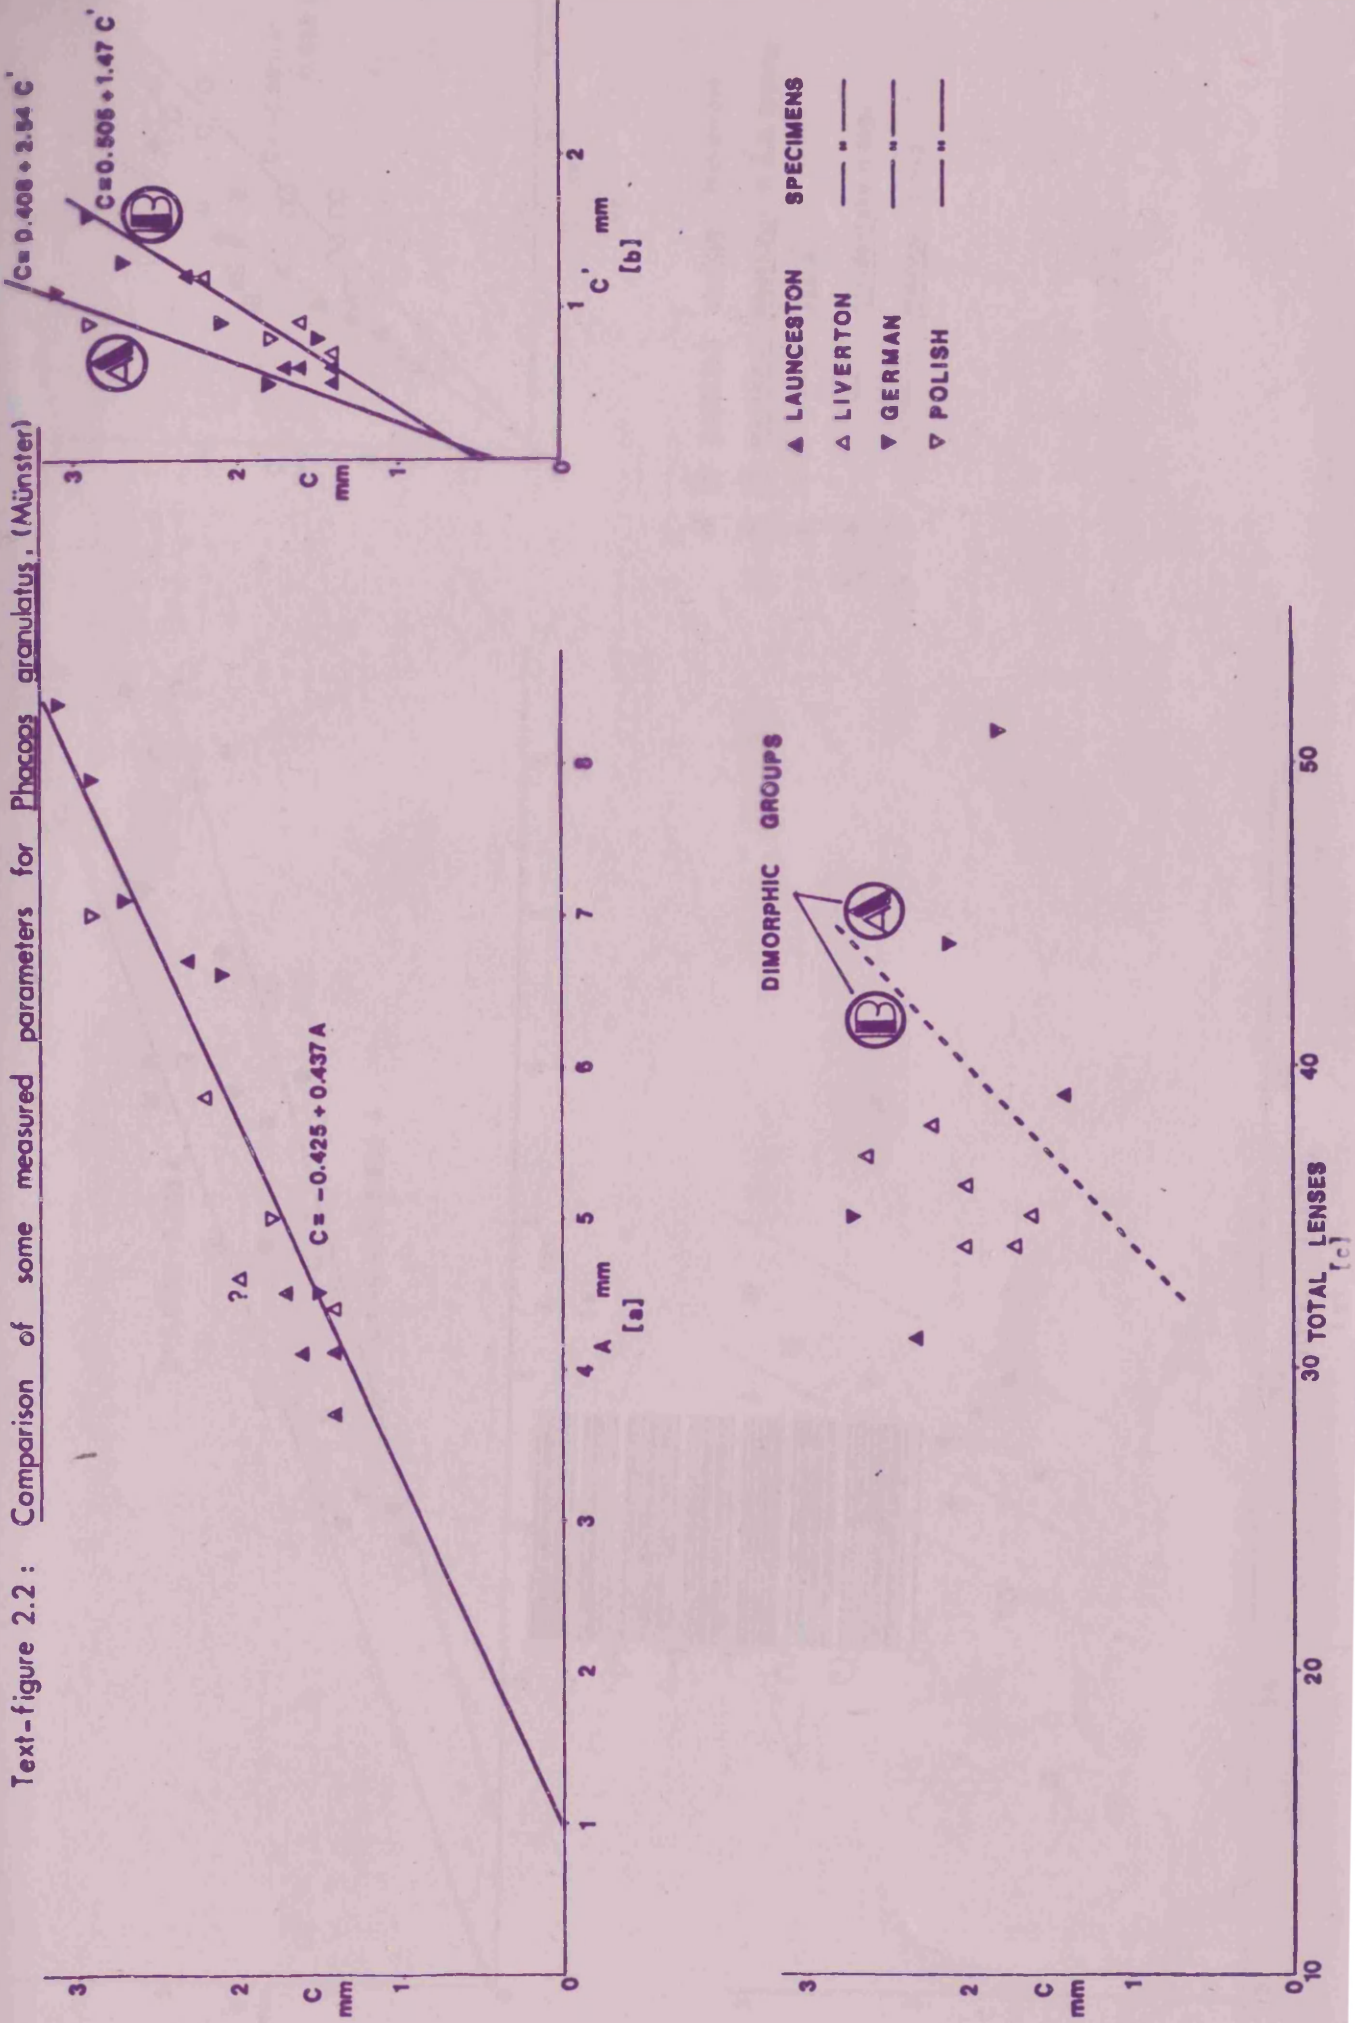 Text-figure 2.2 : Comparison of some measured parameters for Phacops granulatus, (Münster)
3
2
C
mm
1
0
1
2
3
4
5
6
7
8
A mm
[a]
?
C = -0.425 + 0.437 A
3
2
C
mm
1
0
1
2
C' mm
[b]
C = 0.408 + 2.54 C'
C = 0.505 + 1.47 C'
A
B
3
2
C
mm
1
0
10
20
30
40
50
TOTAL LENSES
[c]
DIMORPHIC GROUPS
B
A
▲ LAUNCESTON SPECIMENS
△ LIVERTON — " —
▼ GERMAN — " —
▽ POLISH — " —